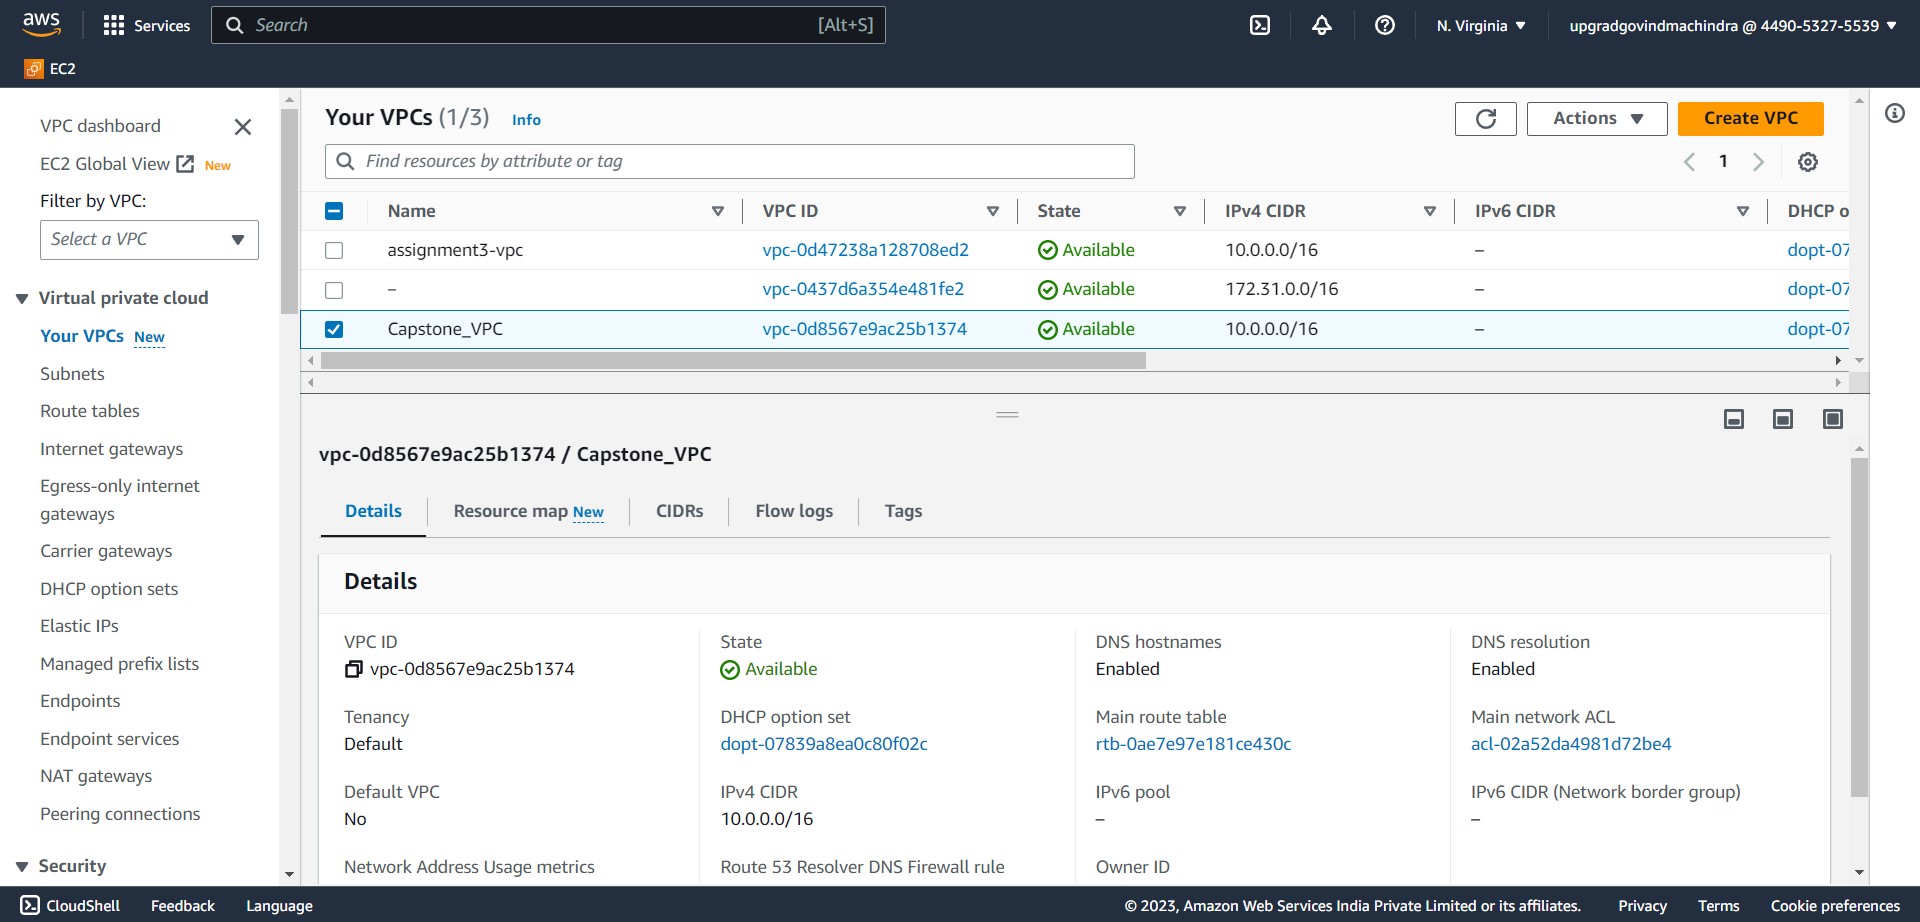 aws
Services
Search
[Alt+S]
N. Virginia
upgradgovindmachindra @ 4490-5327-5539
EC2
VPC dashboard
EC2 Global View New
Filter by VPC:
Select a VPC
Virtual private cloud
Your VPCs New
Subnets
Route tables
Internet gateways
Egress-only internet
gateways
Carrier gateways
DHCP option sets
Elastic IPs
Managed prefix lists
Endpoints
Endpoint services
NAT gateways
Peering connections
Security
Your VPCs (1/3) Info
Actions
Create VPC
Find resources by attribute or tag
1
Name VPC ID State IPv4 CIDR IPv6 CIDR DHCP o
assignment3-vpc vpc-0d47238a128708ed2 Available 10.0.0.0/16 – dopt-07
– vpc-0437d6a354e481fe2 Available 172.31.0.0/16 – dopt-07
Capstone_VPC vpc-0d8567e9ac25b1374 Available 10.0.0.0/16 – dopt-07
vpc-0d8567e9ac25b1374 / Capstone_VPC
Details Resource map New CIDRs Flow logs Tags
Details
VPC ID
vpc-0d8567e9ac25b1374
State
Available
DNS hostnames
Enabled
DNS resolution
Enabled
Tenancy
Default
DHCP option set
dopt-07839a8ea0c80f02c
Main route table
rtb-0ae7e97e181ce430c
Main network ACL
acl-02a52da4981d72be4
Default VPC
No
IPv4 CIDR
10.0.0.0/16
IPv6 pool
–
IPv6 CIDR (Network border group)
–
Network Address Usage metrics
Route 53 Resolver DNS Firewall rule
Owner ID
CloudShell Feedback Language
© 2023, Amazon Web Services India Private Limited or its affiliates. Privacy Terms Cookie preferences